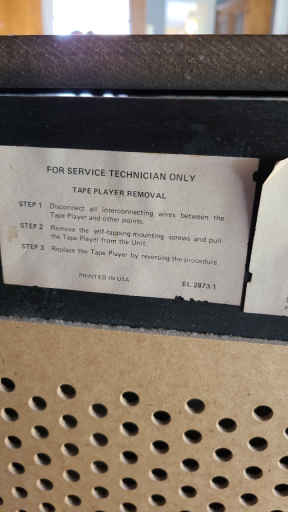 FOR SERVICE TECHNICIAN ONLY
TAPE PLAYER REMOVAL
STEP 1 Disconnect all interconnecting wires between the
Tape Player and other points.
STEP 2 Remove the self-tapping mounting screws and pull
the Tape Player from the Unit.
STEP 3 Replace the Tape Player by reversing the procedure.
PRINTED IN USA EL 2873-1